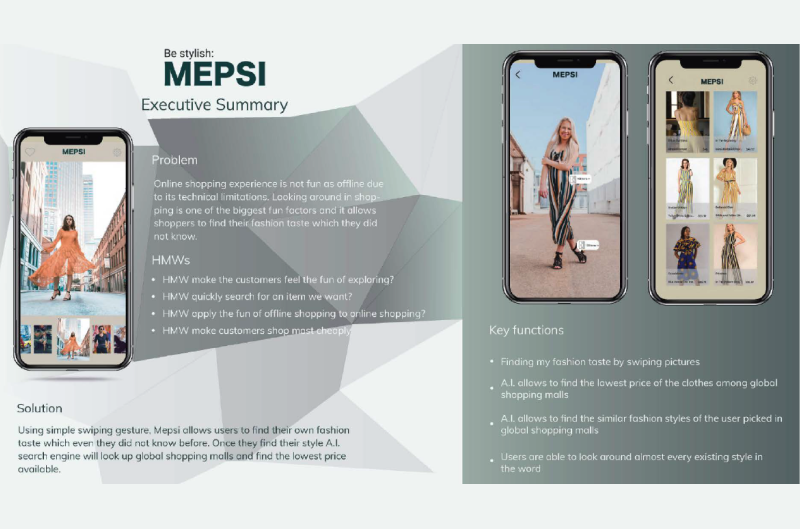 Be stylish:
MEPSI
Executive Summary
MEPSI
Problem
Online shopping experience is not fun as offline due
to its technical limitations. Looking around in shop-
ping is one of the biggest fun factors and it allows
shoppers to find their fashion taste which they did
not know.
HMWs
• HMW make the customers feel the fun of exploring?
• HMW quickly search for an item we want?
• HMW apply the fun of offline shopping to online shopping?
• HMW make customers shop most cheaply
Solution
Using simple swiping gesture, Mepsi allows users to find their own fashion
taste which even they did not know before. Once they find their style A.I.
search engine will look up global shopping malls and find the lowest price
available.
MEPSI
MEPSI
Key functions
• Finding my fashion taste by swiping pictures
• A.I. allows to find the lowest price of the clothes among global
shopping malls
• A.I. allows to find the similar fashion styles of the user picked in
global shopping malls
• Users are able to look around almost every existing style in
the word